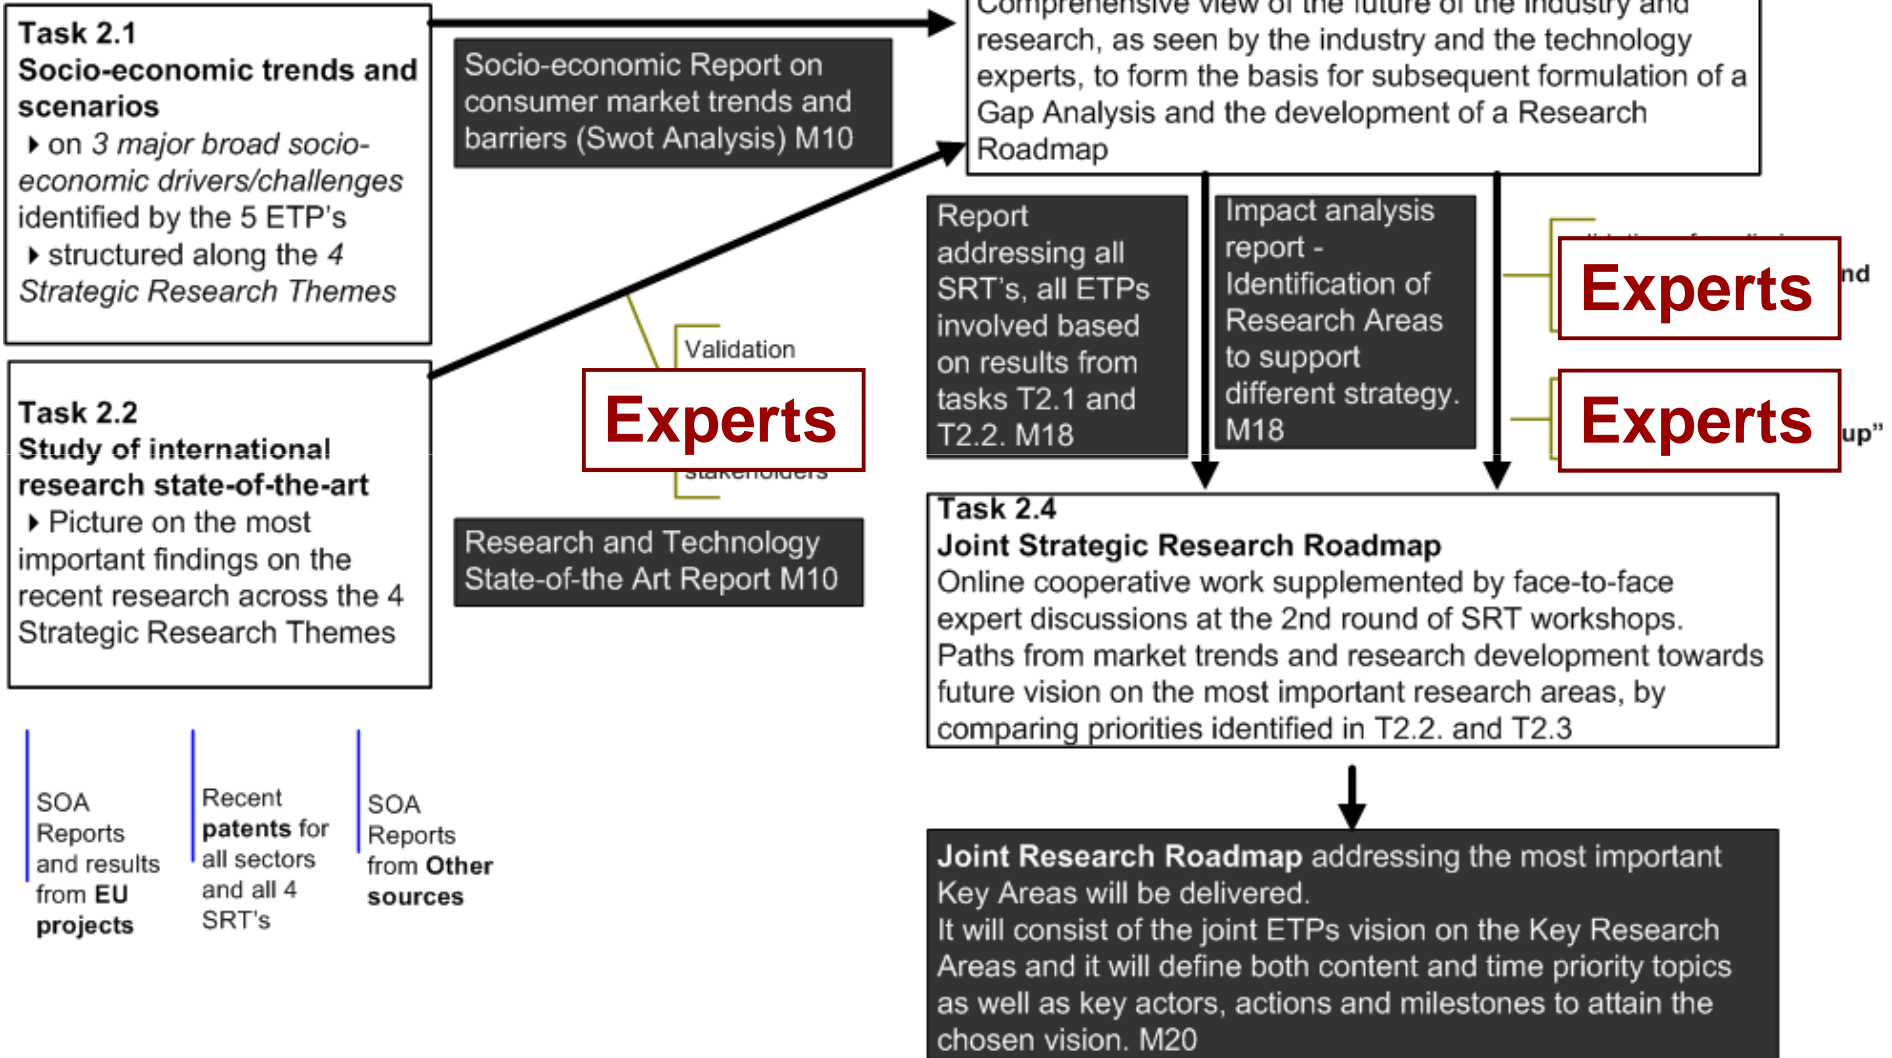 Task 2.1
Socio-economic trends and
scenarios
on 3 major broad socio-
economic drivers/challenges
identified by the 5 ETP’s
structured along the 4
Strategic Research Themes
Socio-economic Report on
consumer market trends and
barriers (Swot Analysis) M10
Comprehensive view of the future of the industry and
research, as seen by the industry and the technology
experts, to form the basis for subsequent formulation of a
Gap Analysis and the development of a Research
Roadmap
Report
addressing all
SRT’s, all ETPs
involved based
on results from
tasks T2.1 and
T2.2. M18
Impact analysis
report -
Identification of
Research Areas
to support
different strategy.
M18
Experts
nd
Experts
up”
Validation
Experts
stakeholders
Task 2.2
Study of international
research state-of-the-art
Picture on the most
important findings on the
recent research across the 4
Strategic Research Themes
Research and Technology
State-of-the Art Report M10
Task 2.4
Joint Strategic Research Roadmap
Online cooperative work supplemented by face-to-face
expert discussions at the 2nd round of SRT workshops.
Paths from market trends and research development towards
future vision on the most important research areas, by
comparing priorities identified in T2.2. and T2.3
SOA
Reports
and results
from EU
projects
Recent
patents for
all sectors
and all 4
SRT’s
SOA
Reports
from Other
sources
Joint Research Roadmap addressing the most important
Key Areas will be delivered.
It will consist of the joint ETPs vision on the Key Research
Areas and it will define both content and time priority topics
as well as key actors, actions and milestones to attain the
chosen vision. M20